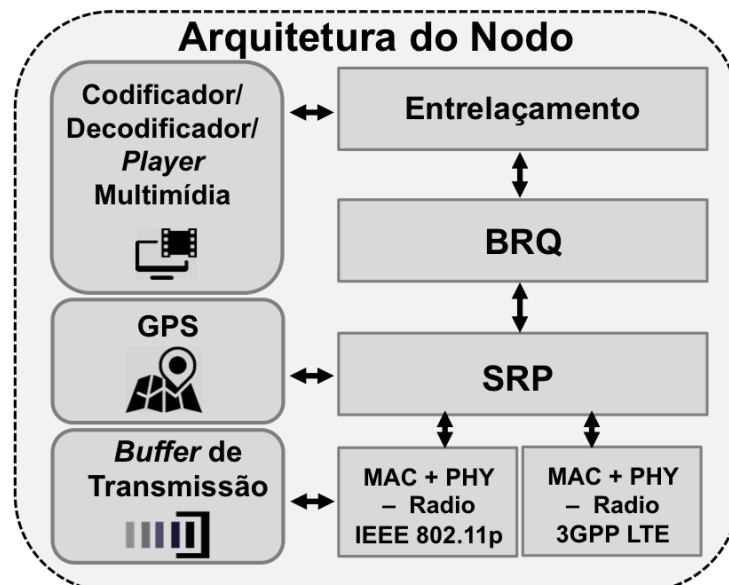 Arquitetura do Nodo
Codificador/
Decodificador/
Player
Multimídia
Entrelaçamento
BRQ
GPS
SRP
Buffer de
Transmissão
MAC + PHY
– Radio
IEEE 802.11p
MAC + PHY
– Radio
3GPP LTE